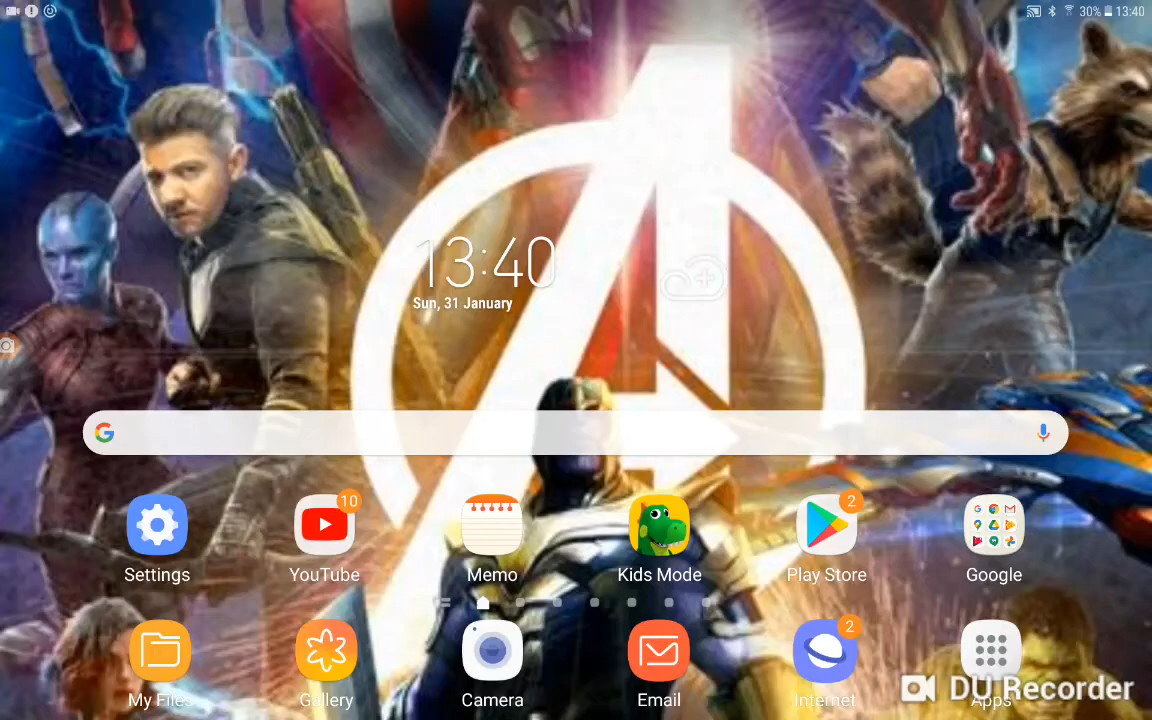 30% 13:40
13:40
Sun, 31 January
10
2
Settings
YouTube
Memo
Kids Mode
Play Store
Google
2
My Files
Gallery
Camera
Email
Internet
Apps
DU Recorder